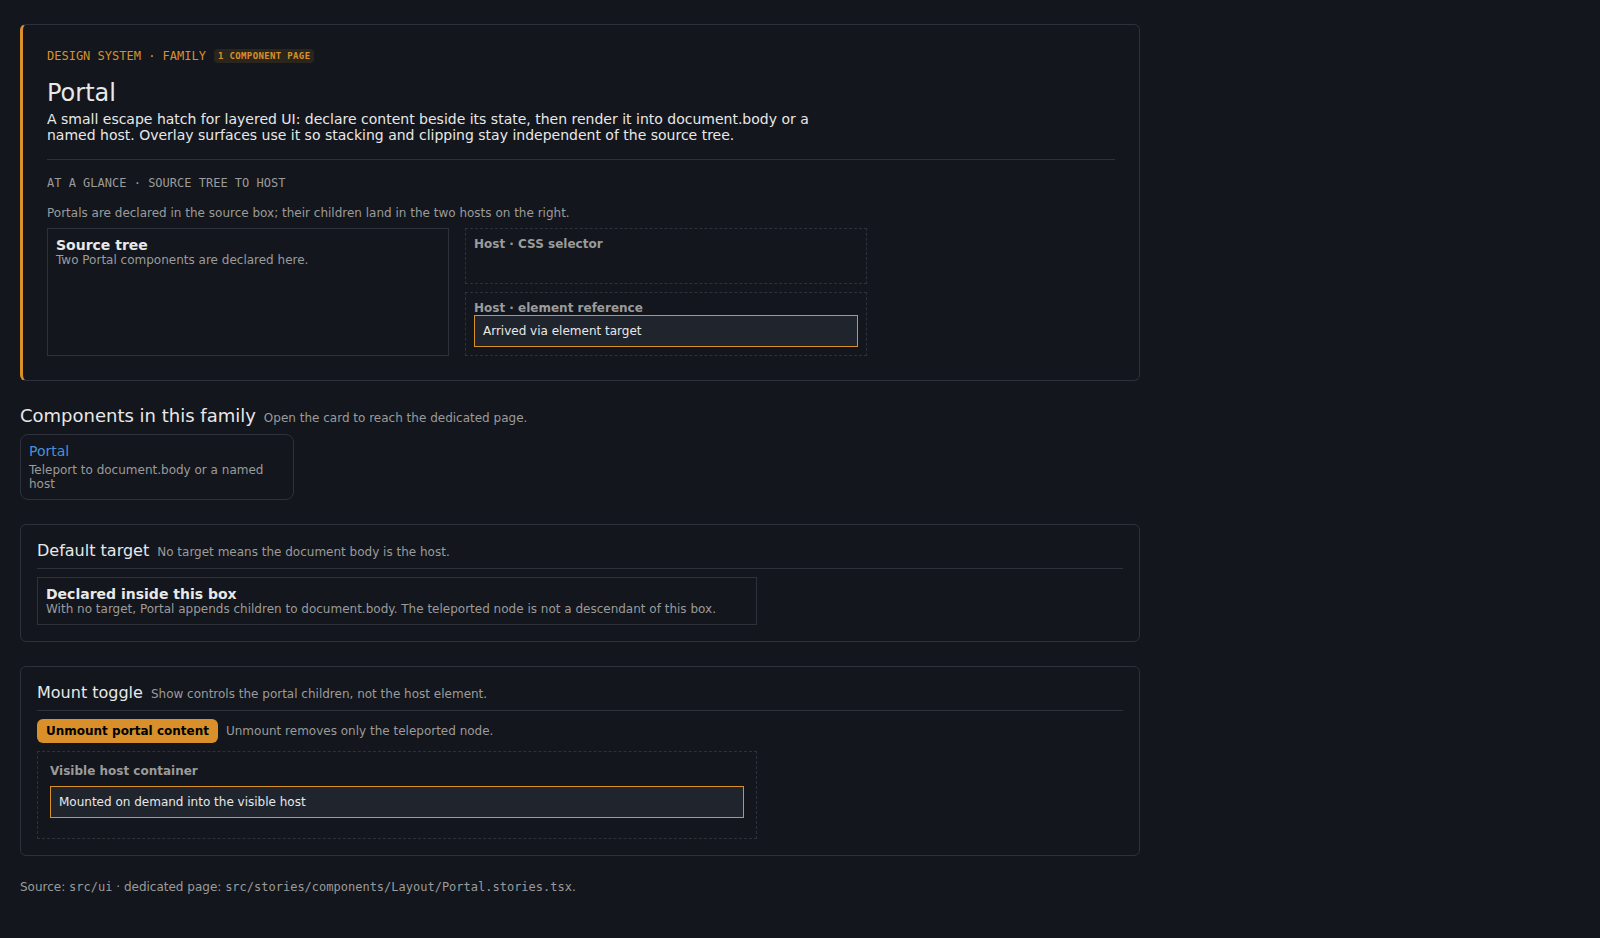 DESIGN SYSTEM · FAMILY 1 COMPONENT PAGE
Portal
A small escape hatch for layered UI: declare content beside its state, then render it into document.body or a
named host. Overlay surfaces use it so stacking and clipping stay independent of the source tree.
AT A GLANCE · SOURCE TREE TO HOST
Portals are declared in the source box; their children land in the two hosts on the right.
Source tree
Two Portal components are declared here.
Host · CSS selector
Host · element reference
Arrived via element target
Components in this family Open the card to reach the dedicated page.
Portal
Teleport to document.body or a named
host
Default target No target means the document body is the host.
Declared inside this box
With no target, Portal appends children to document.body. The teleported node is not a descendant of this box.
Mount toggle Show controls the portal children, not the host element.
Unmount portal content Unmount removes only the teleported node.
Visible host container
Mounted on demand into the visible host
Source: src/ui · dedicated page: src/stories/components/Layout/Portal.stories.tsx.